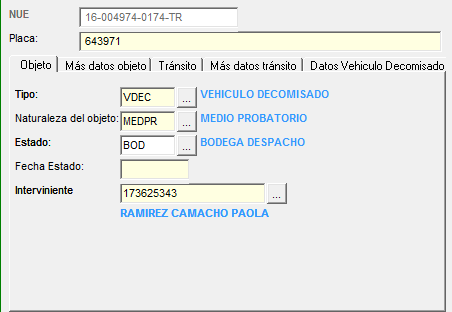 NUE 16-004974-0174-TR
Placa: 643971
Objeto Más datos objeto Tránsito Más datos tránsito Datos Vehiculo Decomisado
Tipo: VDEC ... VEHICULO DECOMISADO
Naturaleza del objeto: MEDPR ... MEDIO PROBATORIO
Estado: BOD ... BODEGA DESPACHO
Fecha Estado:
Interviniente 173625343 ...
RAMIREZ CAMACHO PAOLA